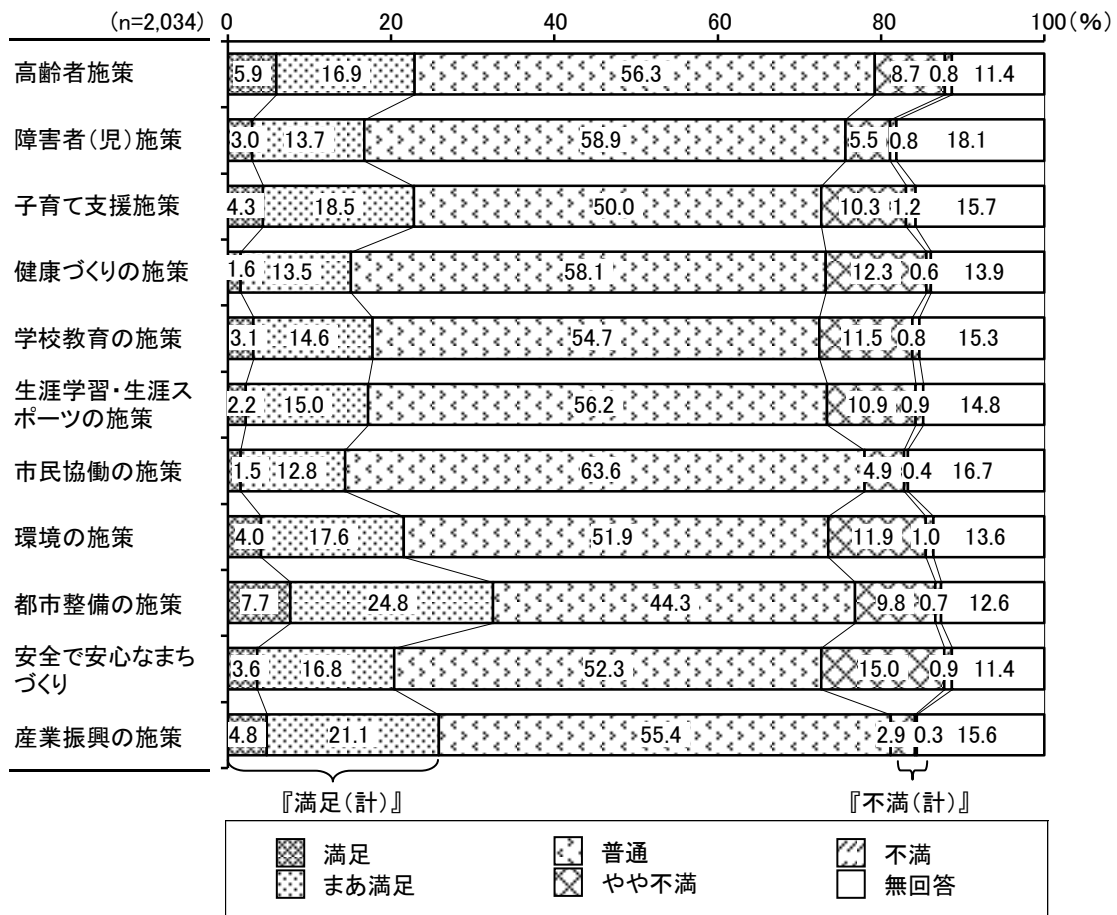 (n=2,034) 0 20 40 60 80 100(%)
高齢者施策 5.9 16.9 56.3 8.7 0.8 11.4
障害者(児)施策 3.0 13.7 58.9 5.5 0.8 18.1
子育て支援施策 4.3 18.5 50.0 10.3 1.2 15.7
健康づくりの施策 1.6 13.5 58.1 12.3 0.6 13.9
学校教育の施策 3.1 14.6 54.7 11.5 0.8 15.3
生涯学習・生涯ス
ポーツの施策 2.2 15.0 56.2 10.9 0.9 14.8
市民協働の施策 1.5 12.8 63.6 4.9 0.4 16.7
環境の施策 4.0 17.6 51.9 11.9 1.0 13.6
都市整備の施策 7.7 24.8 44.3 9.8 0.7 12.6
安全で安心なまち
づくり 3.6 16.8 52.3 15.0 0.9 11.4
産業振興の施策 4.8 21.1 55.4 2.9 0.3 15.6
『満足(計)』 『不満(計)』
満足 普通 不満
まあ満足 やや不満 無回答